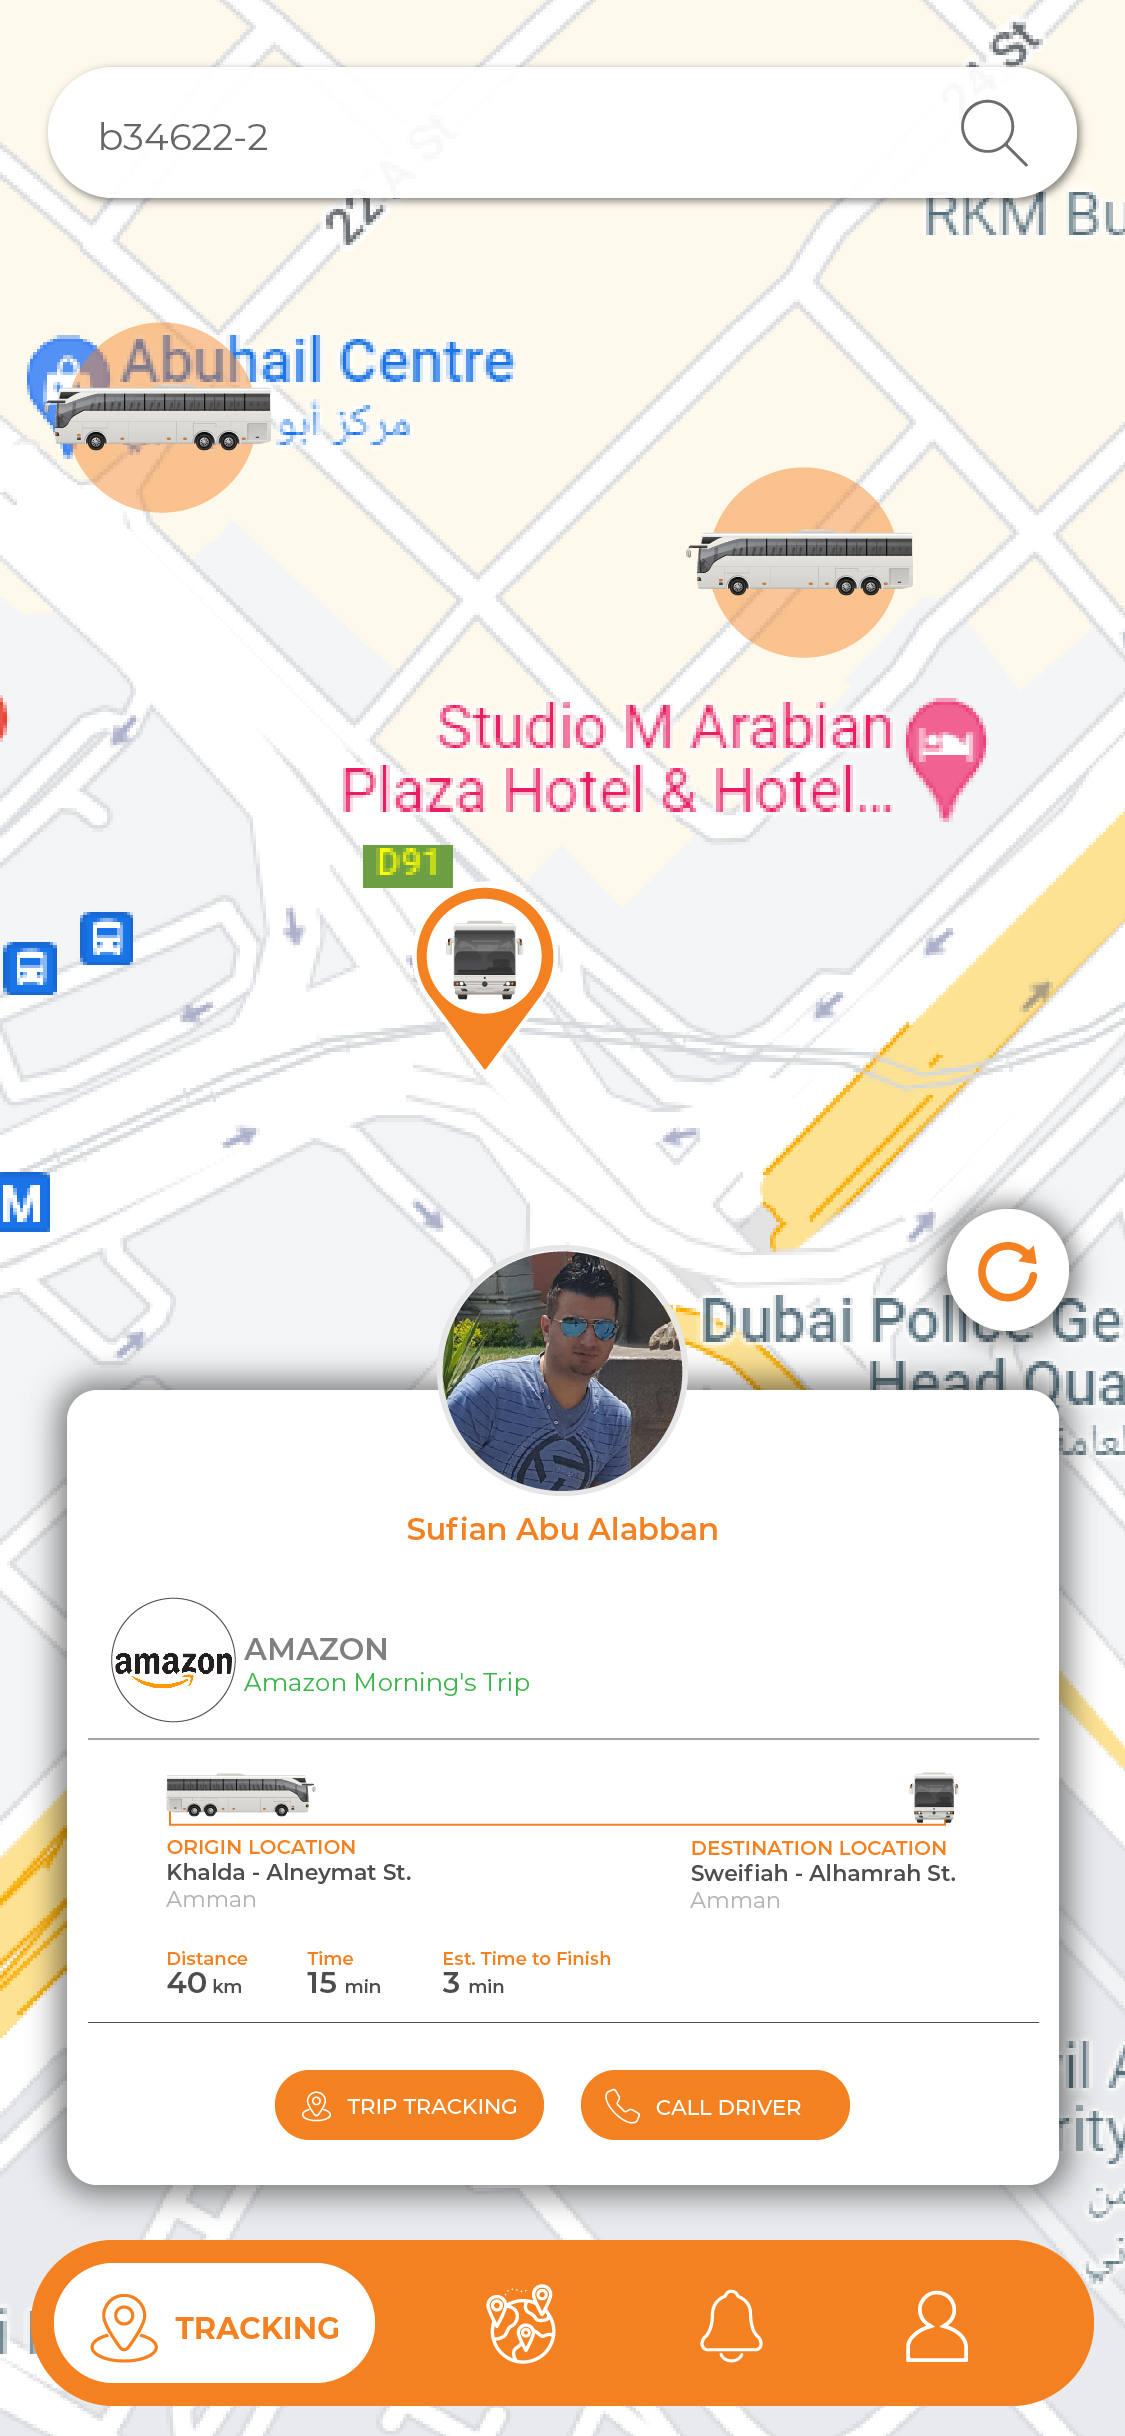 24 St
b34622-2
22 A St
RKM Bu
Abuhail Centre
مركز أبو
Studio M Arabian
Plaza Hotel & Hotel...
D91
M
Dubai Police Ge
Head Qua
لعامة
Sufian Abu Alabban
amazon
AMAZON
Amazon Morning's Trip
ORIGIN LOCATION
Khalda - Alneymat St.
Amman
DESTINATION LOCATION
Sweifiah - Alhamrah St.
Amman
Distance
40 km
Time
15 min
Est. Time to Finish
3 min
TRIP TRACKING
CALL DRIVER
TRACKING